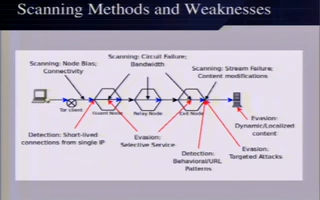 Scanning Methods and Weaknesses
Scanning: Circuit Failure;
Bandwidth
Scanning: Node Bias;
Connectivity
Scanning: Stream Failure;
Content modifications
Tor client
Guard Node
Relay Node
Exit Node
Detection: Short-lived
connections from single IP
Evasion:
Selective Service
Detection:
Behavioral/URL
Patterns
Evasion:
Targeted Attacks
Evasion:
Dynamic/Localized
content